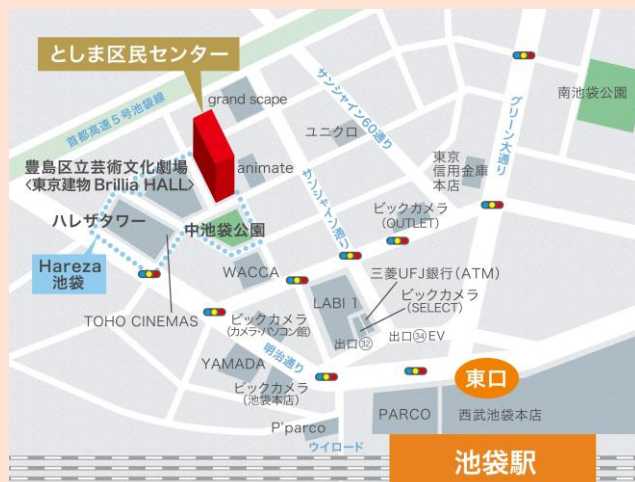 としま区民センター
首都高速5号池袋線
grand scape
サンシャイン60通り
グリーン大通り
南池袋公園
ユニクロ
豊島区立芸術文化劇場
〈東京建物 Brillia HALL〉
animate
サンシャイン通り
東京
信用金庫
本店
ハレザタワー
中池袋公園
ビックカメラ
(OUTLET)
Hareza
池袋
WACCA
三菱UFJ銀行(ATM)
ビックカメラ
(SELECT)
LABI 1
TOHO CINEMAS
ビックカメラ
(カメラ・パソコン館)
出口㉜
出口㉞EV
明治通り
YAMADA
ビックカメラ
(池袋本店)
東口
P'parco
PARCO
西武池袋本店
ウイロード
池袋駅